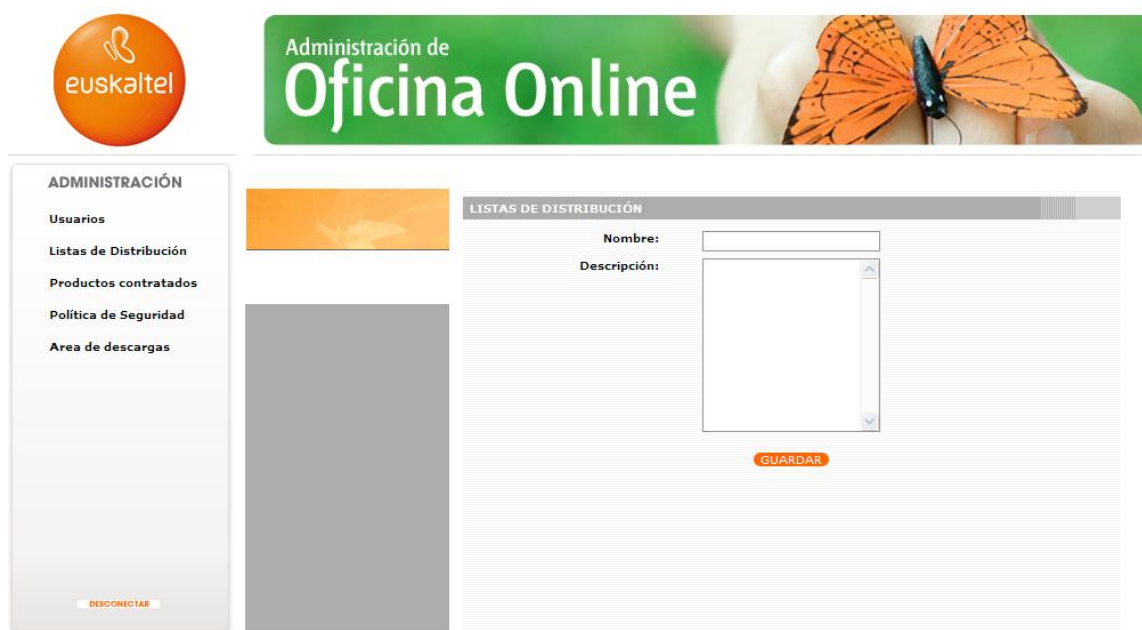 euskaltel
Administración de
Oficina Online
ADMINISTRACIÓN
Usuarios
Listas de Distribución
Productos contratados
Política de Seguridad
Area de descargas
DESCONECTAR
LISTAS DE DISTRIBUCIÓN
Nombre:
Descripción:
GUARDAR